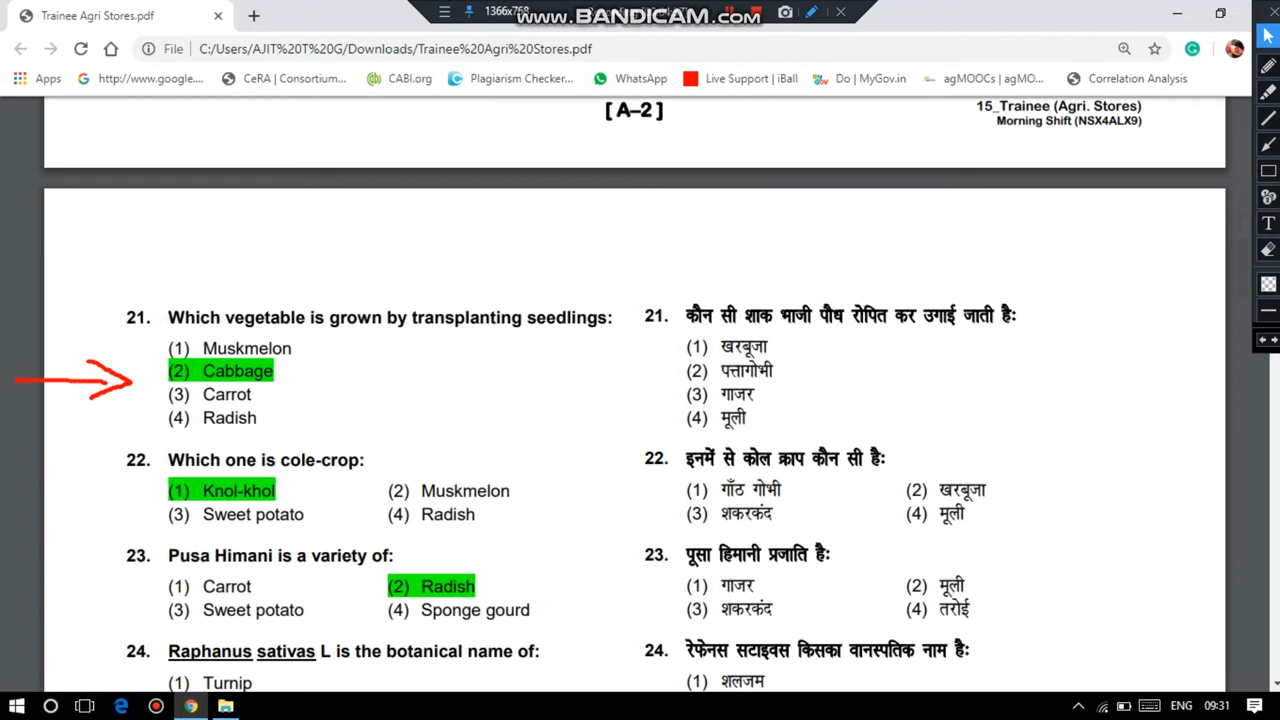 Trainee Agri Stores.pdf
1366x768
www.BANDICAM.com
File
C:/Users/AJIT%20T%20G/Downloads/Trainee%20Agri%20Stores.pdf
Apps
http://www.google....
CeRA | Consortium...
CABI.org
Plagiarism Checker...
WhatsApp
Live Support | iBall
Do | MyGov.in
agMOOCs | agMO...
Correlation Analysis
[ A–2 ]
15_Trainee (Agri. Stores)
Morning Shift (NSX4ALX9)
21. Which vegetable is grown by transplanting seedlings:
(1) Muskmelon
(2) Cabbage
(3) Carrot
(4) Radish
22. Which one is cole-crop:
(1) Knol-khol (2) Muskmelon
(3) Sweet potato (4) Radish
23. Pusa Himani is a variety of:
(1) Carrot (2) Radish
(3) Sweet potato (4) Sponge gourd
24. Raphanus sativas L is the botanical name of:
(1) Turnip
21. कौन सी शाक भाजी पौध रोपित कर उगाई जाती है:
(1) खरबूजा
(2) पत्तागोभी
(3) गाजर
(4) मूली
22. इनमें से कोल क्राप कौन सी है:
(1) गाँठ गोभी (2) खरबूजा
(3) शकरकंद (4) मूली
23. पूसा हिमानी प्रजाति है:
(1) गाजर (2) मूली
(3) शकरकंद (4) तरोई
24. रेफेनस सटाइवस किसका वानस्पतिक नाम है:
(1) शलजम
ENG
09:31